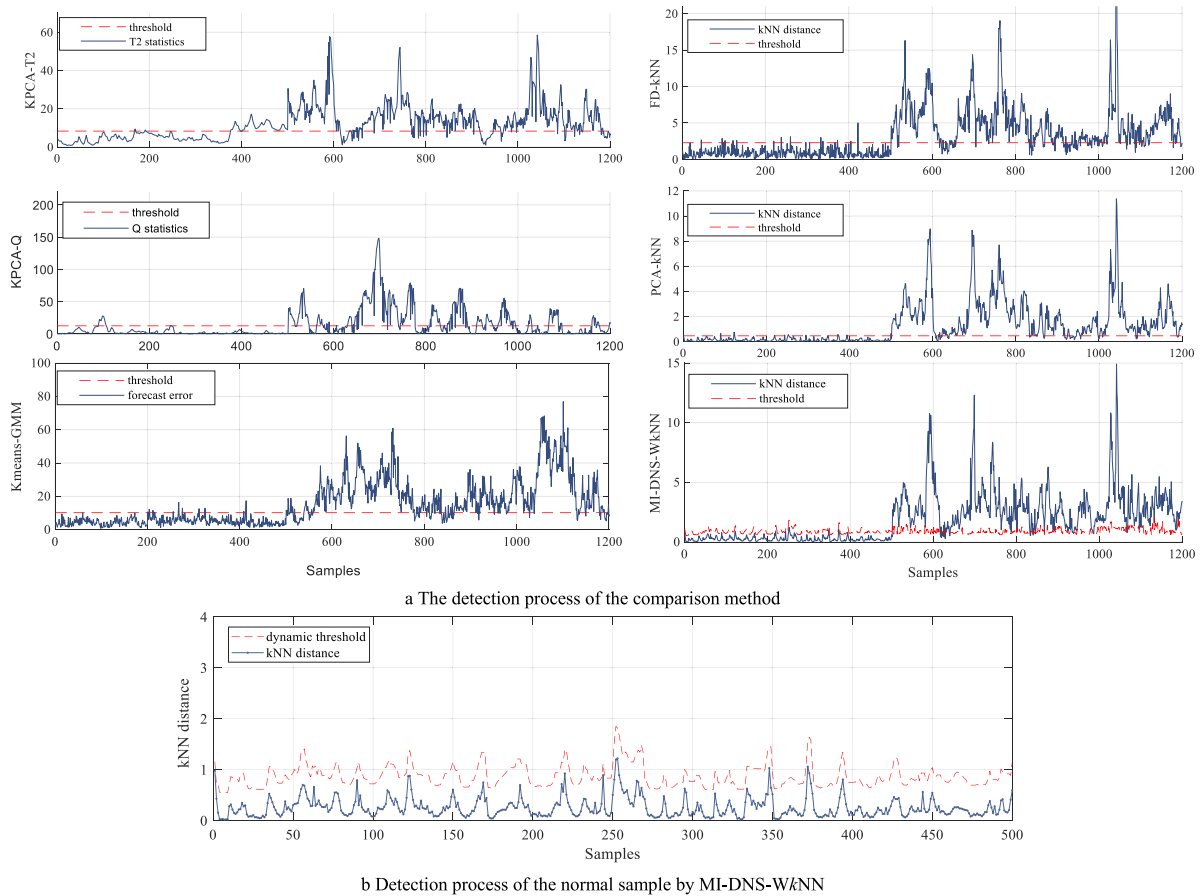 threshold
T2 statistics
KPCA-T2
60
40
20
0
0 200 400 600 800 1000 1200
kNN distance
threshold
FD-kNN
20
15
10
5
0
0 200 400 600 800 1000 1200
threshold
Q statistics
KPCA-Q
200
150
100
50
0
0 200 400 600 800 1000 1200
kNN distance
threshold
PCA-kNN
12
10
8
6
4
2
0
0 200 400 600 800 1000 1200
threshold
forecast error
Kmeans-GMM
100
80
60
40
20
0
0 200 400 600 800 1000 1200
Samples
kNN distance
threshold
MI-DNS-WkNN
15
10
5
0
0 200 400 600 800 1000 1200
Samples
a The detection process of the comparison method
dynamic threshold
kNN distance
kNN distance
4
3
2
1
0
0 50 100 150 200 250 300 350 400 450 500
Samples
b Detection process of the normal sample by MI-DNS-WkNN